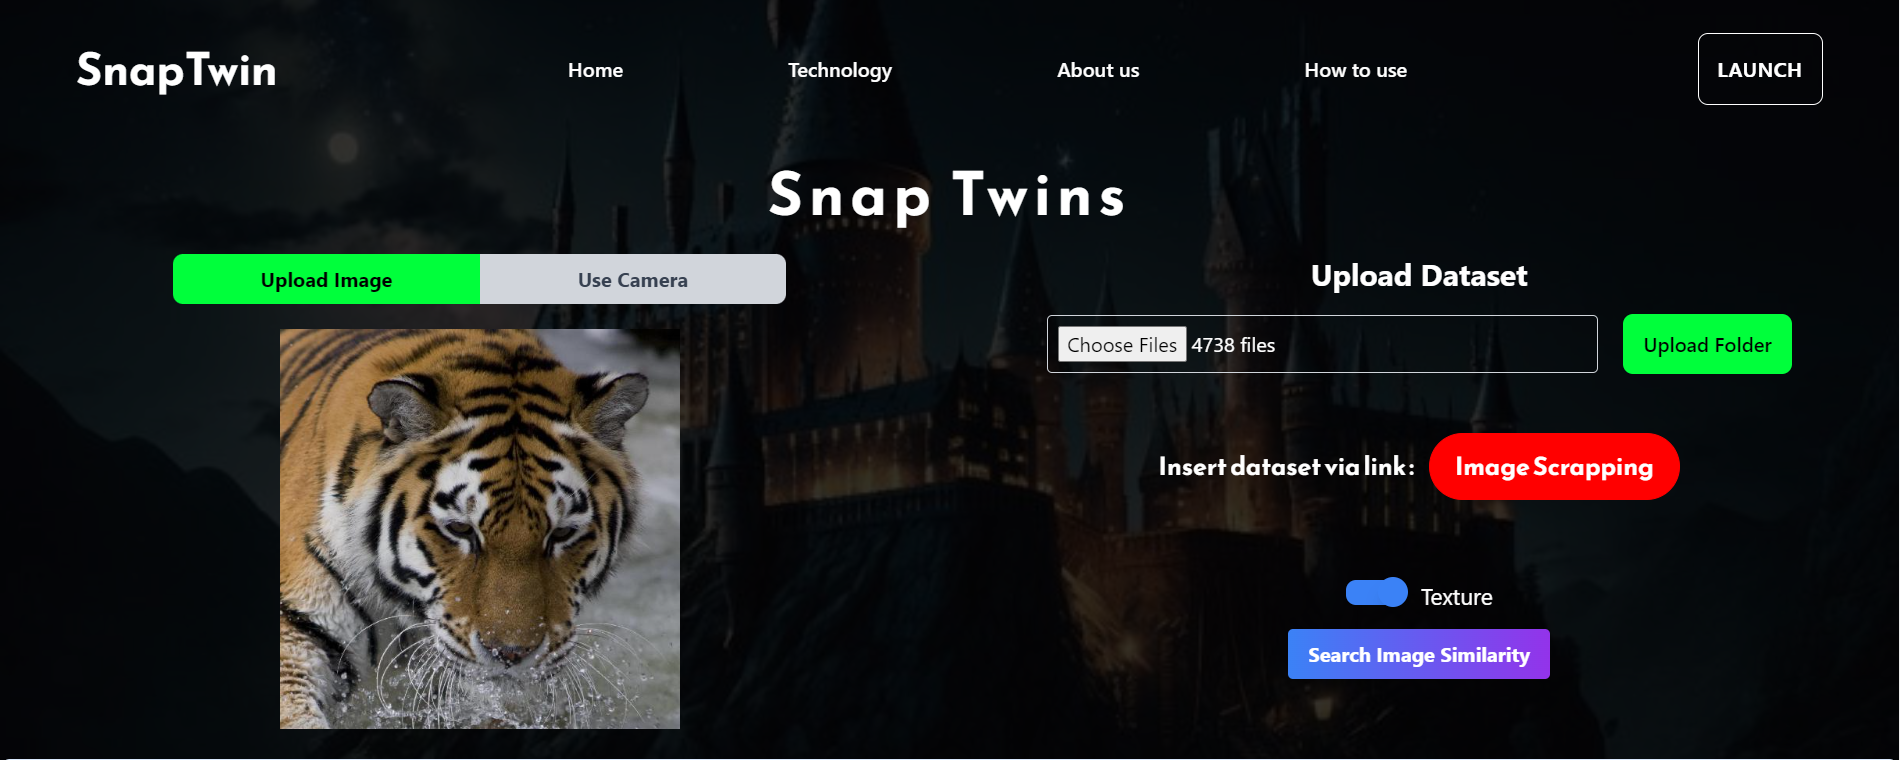 SnapTwin
Home
Technology
About us
How to use
LAUNCH
Snap Twins
Upload Image
Use Camera
Upload Dataset
Choose Files 4738 files
Upload Folder
Insert dataset via link :
Image Scrapping
Texture
Search Image Similarity